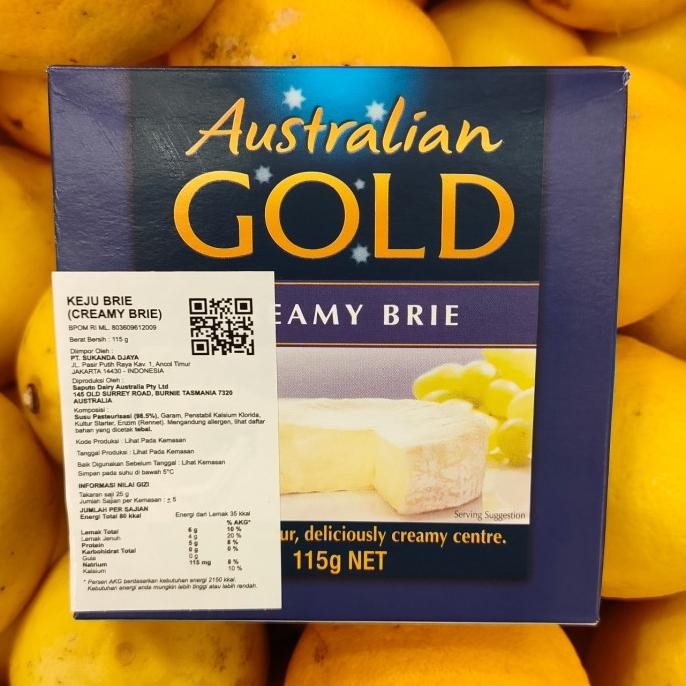 Australian
GOLD
EAMY BRIE
KEJU BRIE
(CREAMY BRIE)
BPOM RI ML. 803609612009
Berat Bersih : 115 g
Diimpor Oleh :
PT. SUKANDA DJAYA
JL. Pasir Putih Raya Kav. 1, Ancol Timur
JAKARTA 14430 - INDONESIA
Diproduksi Oleh :
Saputo Dairy Australia Pty Ltd
145 OLD SURREY ROAD, BURNIE TASMANIA 7320
AUSTRALIA
Komposisi :
Susu Pasteurisasi (98.5%), Garam, Penstabil Kalsium Klorida,
Kultur Starter, Enzim (Rennet). Mengandung allergen, lihat daftar
bahan yang dicetak tebal.
Kode Produksi : Lihat Pada Kemasan
Tanggal Produksi : Lihat Pada Kemasan
Baik Digunakan Sebelum Tanggal : Lihat Kemasan
Simpan pada suhu di bawah 5°C
INFORMASI NILAI GIZI
Takaran saji 25 g
Jumlah Sajian per Kemasan : ± 5
JUMLAH PER SAJIAN
Energi Total 80 kkal Energi dari Lemak 35 kkal
% AKG*
Lemak Total 6 g 10 %
Lemak Jenuh 4 g 20 %
Protein 5 g 8 %
Karbohidrat Total 0 g 0 %
Gula 0 g
Natrium 115 mg 8 %
Kalsium 10 %
* Persen AKG berdasarkan kebutuhan energi 2150 kkal.
Kebutuhan energi anda mungkin lebih tinggi atau lebih rendah.
Serving Suggestion
ur, deliciously creamy centre.
115g NET